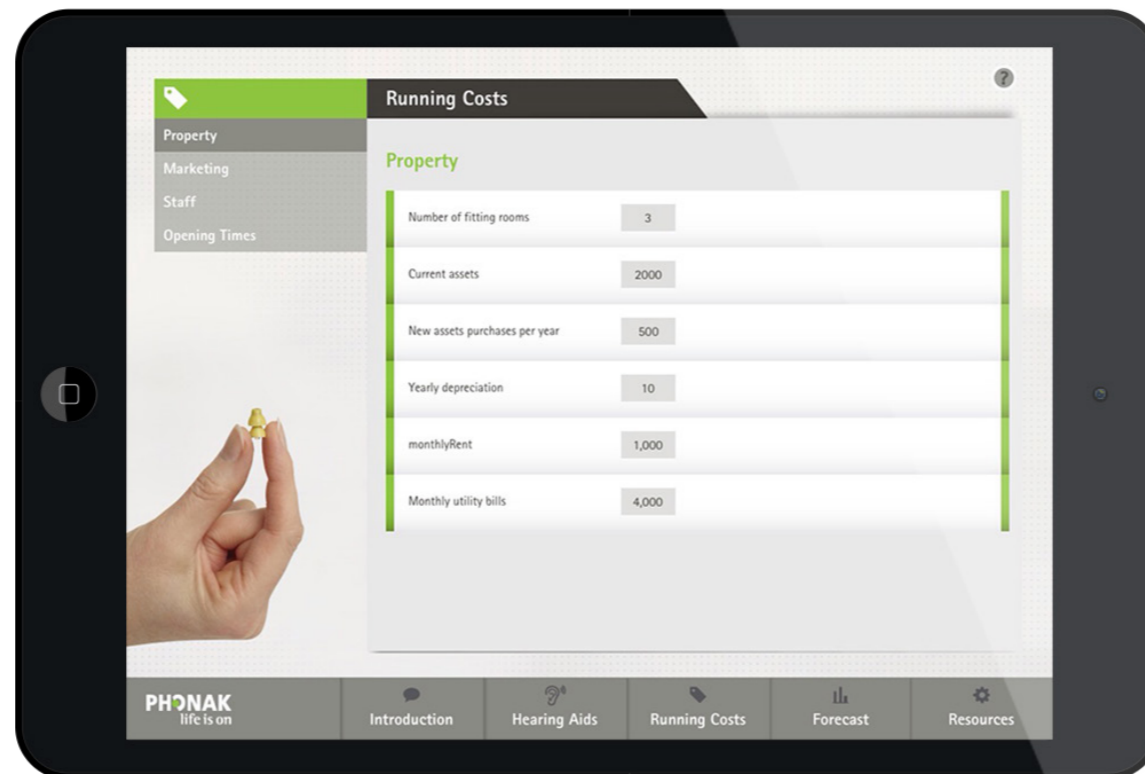 ?
Running Costs
Property
Marketing
Staff
Opening Times
Property
Number of fitting rooms 3
Current assets 2000
New assets purchases per year 500
Yearly depreciation 10
monthlyRent 1,000
Monthly utility bills 4,000
PHONAK
life is on
Introduction
Hearing Aids
Running Costs
Forecast
Resources